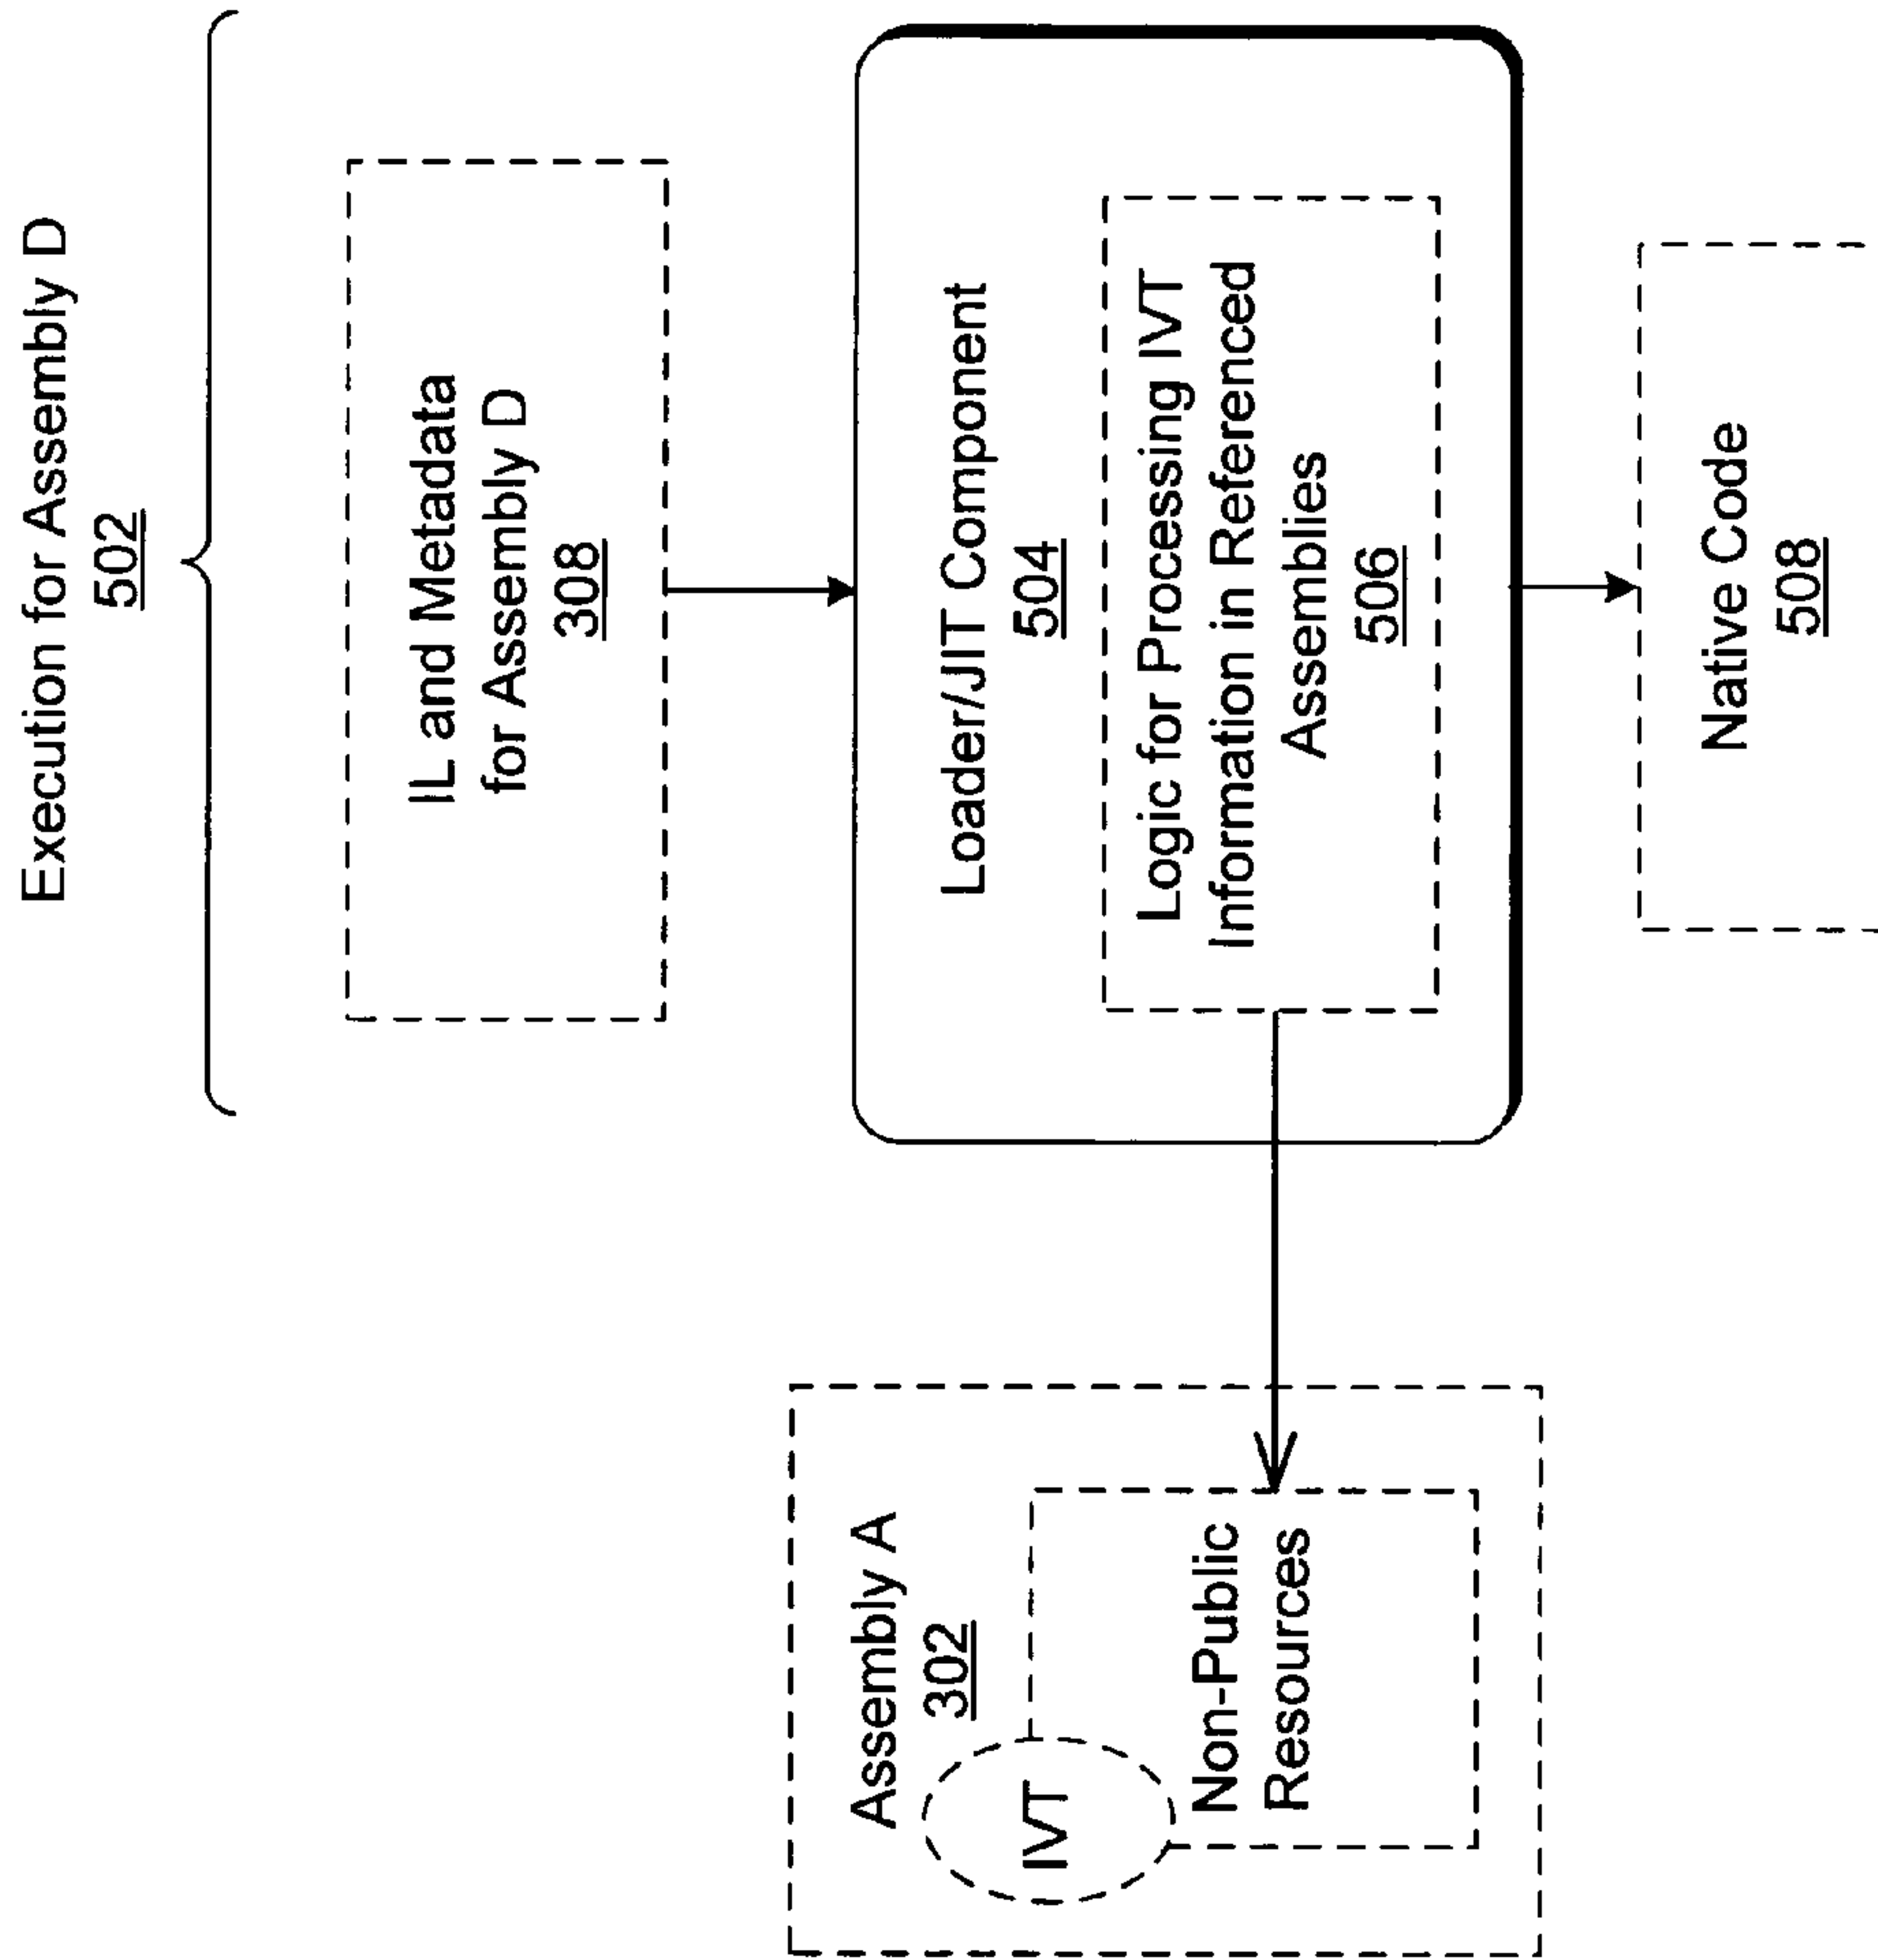 Execution for Assembly D
502
IL and Metadata
for Assembly D
308
Loader/JIT Component
504
Logic for Processing IVT
Information in Referenced
Assemblies
506
Native Code
508
Assembly A
302
IVT
Non-Public
Resources